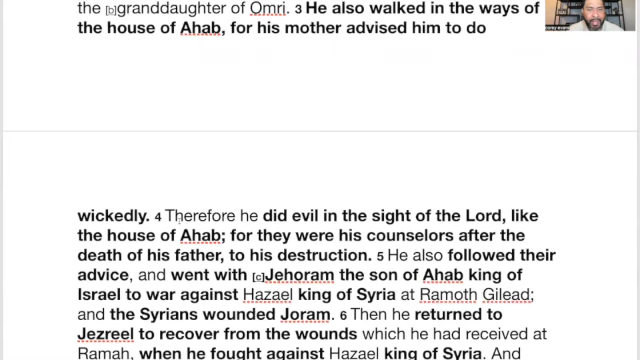 the [b]granddaughter of Omri. 3 He also walked in the ways of
the house of Ahab, for his mother advised him to do
wickedly. 4 Therefore he did evil in the sight of the Lord, like
the house of Ahab; for they were his counselors after the
death of his father, to his destruction. 5 He also followed their
advice, and went with [c]Jehoram the son of Ahab king of
Israel to war against Hazael king of Syria at Ramoth Gilead;
and the Syrians wounded Joram. 6 Then he returned to
Jezreel to recover from the wounds which he had received at
Ramah, when he fought against Hazael king of Syria. And